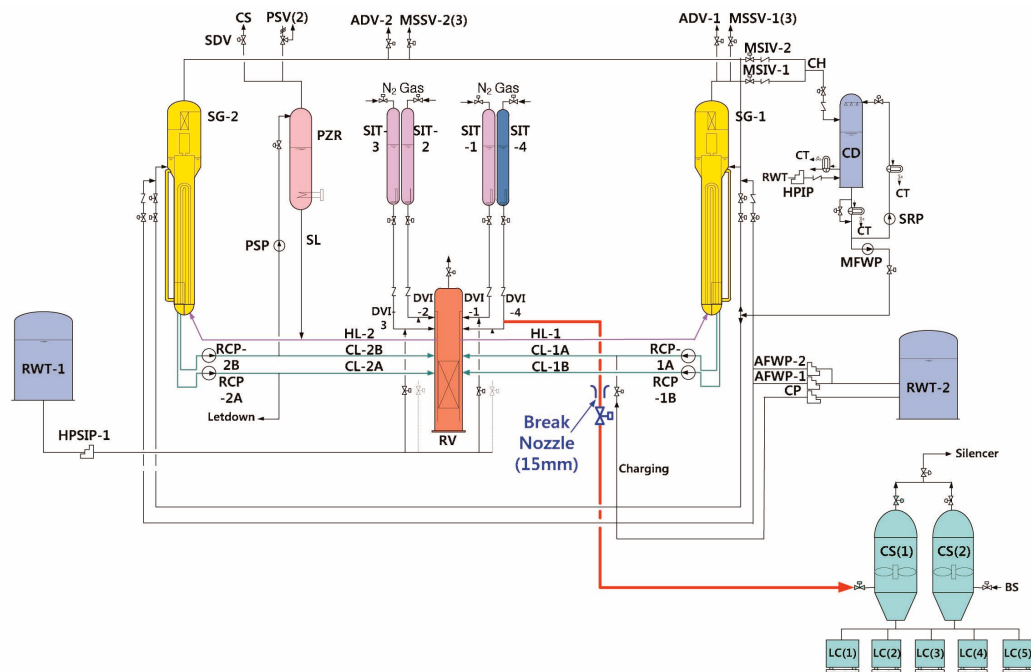 CS
PSV(2)
SDV
ADV-2
MSSV-2(3)
ADV-1
MSSV-1(3)
MSIV-2
CH
MSIV-1
N2 Gas
N2 Gas
SG-2
PZR
SIT-
3
SIT-
2
SIT
-1
SIT
-4
SG-1
CD
CT
RWT
HPIP
CT
CT
SRP
MFWP
PSP
SL
DVI-
3
DVI
-2
DVI
-1
DVI
-4
HL-2
HL-1
RWT-1
RCP-
2B
CL-2B
CL-1A
RCP-
1A
RCP
-2A
CL-2A
CL-1B
RCP
-1B
AFWP-2
AFWP-1
CP
RWT-2
Letdown
RV
Break
Nozzle
(15mm)
HPSIP-1
Charging
Silencer
CS(1)
CS(2)
BS
LC(1)
LC(2)
LC(3)
LC(4)
LC(5)